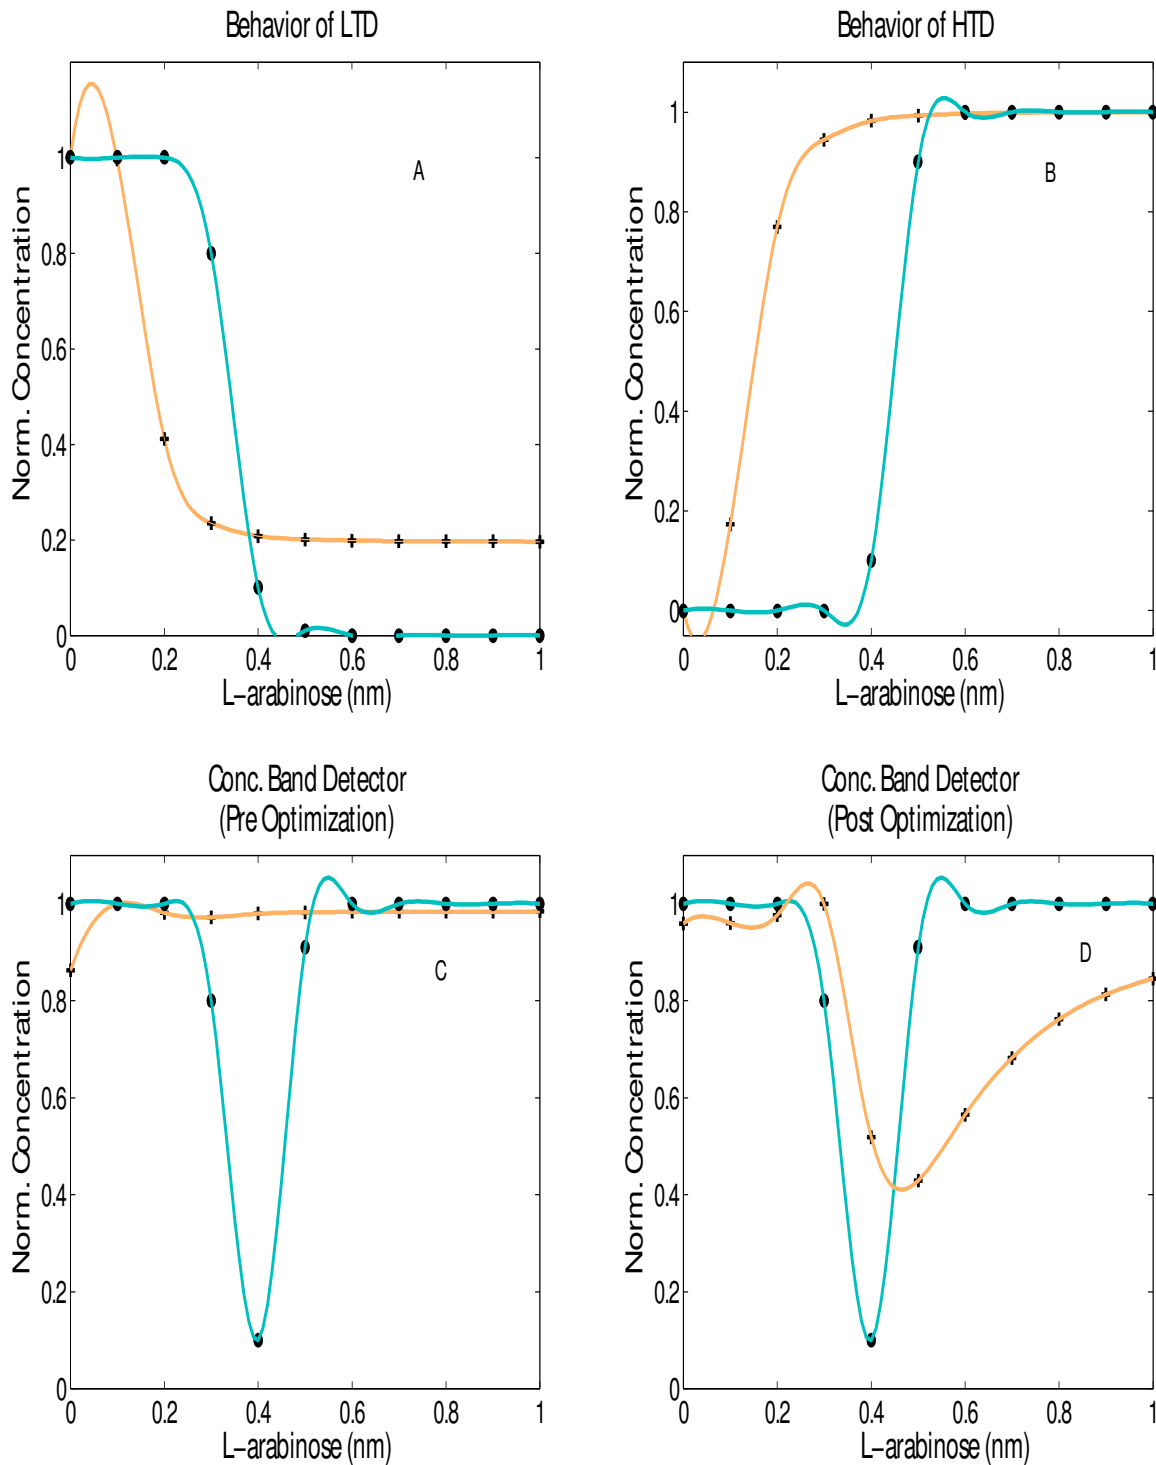 Behavior of LTD
A
Norm. Concentration
1
0.8
0.6
0.4
0.2
0
0 0.2 0.4 0.6 0.8 1
L-arabinose (nm)
Behavior of HTD
B
Norm. Concentration
1
0.8
0.6
0.4
0.2
0
0 0.2 0.4 0.6 0.8 1
L-arabinose (nm)
Conc. Band Detector
(Pre Optimization)
C
Norm. Concentration
1
0.8
0.6
0.4
0.2
0
0 0.2 0.4 0.6 0.8 1
L-arabinose (nm)
Conc. Band Detector
(Post Optimization)
D
Norm. Concentration
1
0.8
0.6
0.4
0.2
0
0 0.2 0.4 0.6 0.8 1
L-arabinose (nm)